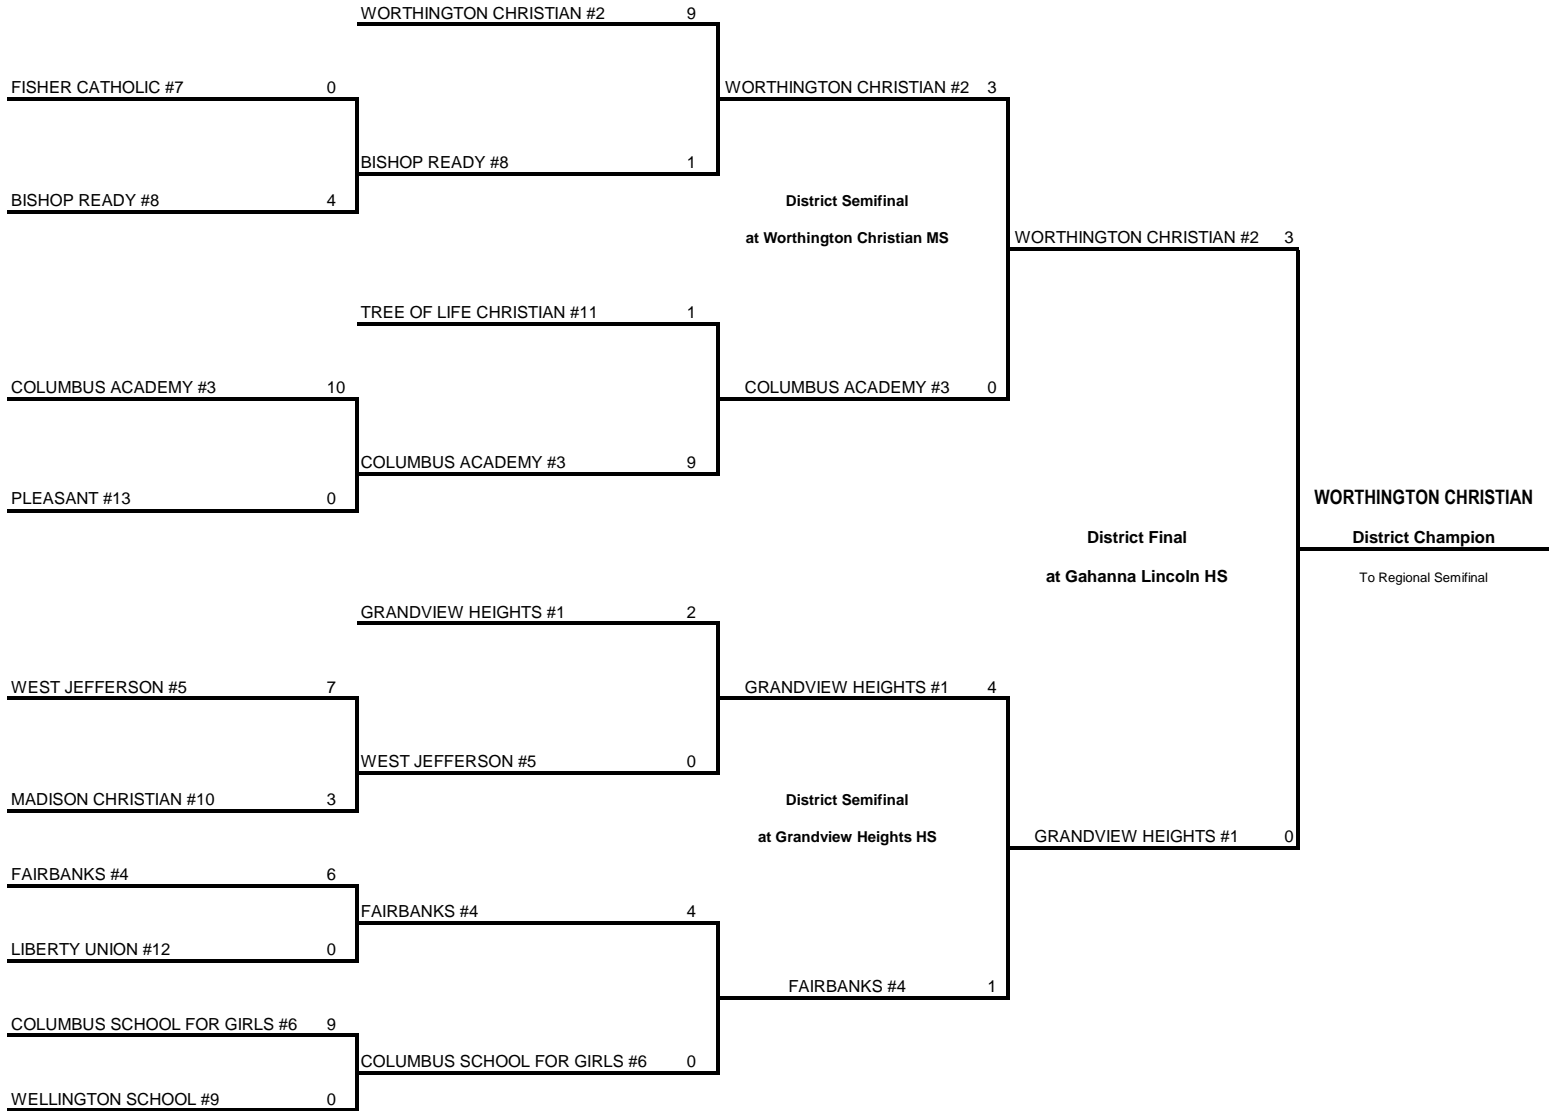 WORTHINGTON CHRISTIAN #2 9
FISHER CATHOLIC #7 0
WORTHINGTON CHRISTIAN #2 3
BISHOP READY #8 1
BISHOP READY #8 4
District Semifinal
at Worthington Christian MS
WORTHINGTON CHRISTIAN #2 3
TREE OF LIFE CHRISTIAN #11 1
COLUMBUS ACADEMY #3 10
COLUMBUS ACADEMY #3 0
COLUMBUS ACADEMY #3 9
PLEASANT #13 0
WORTHINGTON CHRISTIAN
District Final
District Champion
at Gahanna Lincoln HS
To Regional Semifinal
GRANDVIEW HEIGHTS #1 2
WEST JEFFERSON #5 7
GRANDVIEW HEIGHTS #1 4
WEST JEFFERSON #5 0
MADISON CHRISTIAN #10 3
District Semifinal
at Grandview Heights HS
GRANDVIEW HEIGHTS #1 0
FAIRBANKS #4 6
FAIRBANKS #4 4
LIBERTY UNION #12 0
FAIRBANKS #4 1
COLUMBUS SCHOOL FOR GIRLS #6 9
COLUMBUS SCHOOL FOR GIRLS #6 0
WELLINGTON SCHOOL #9 0